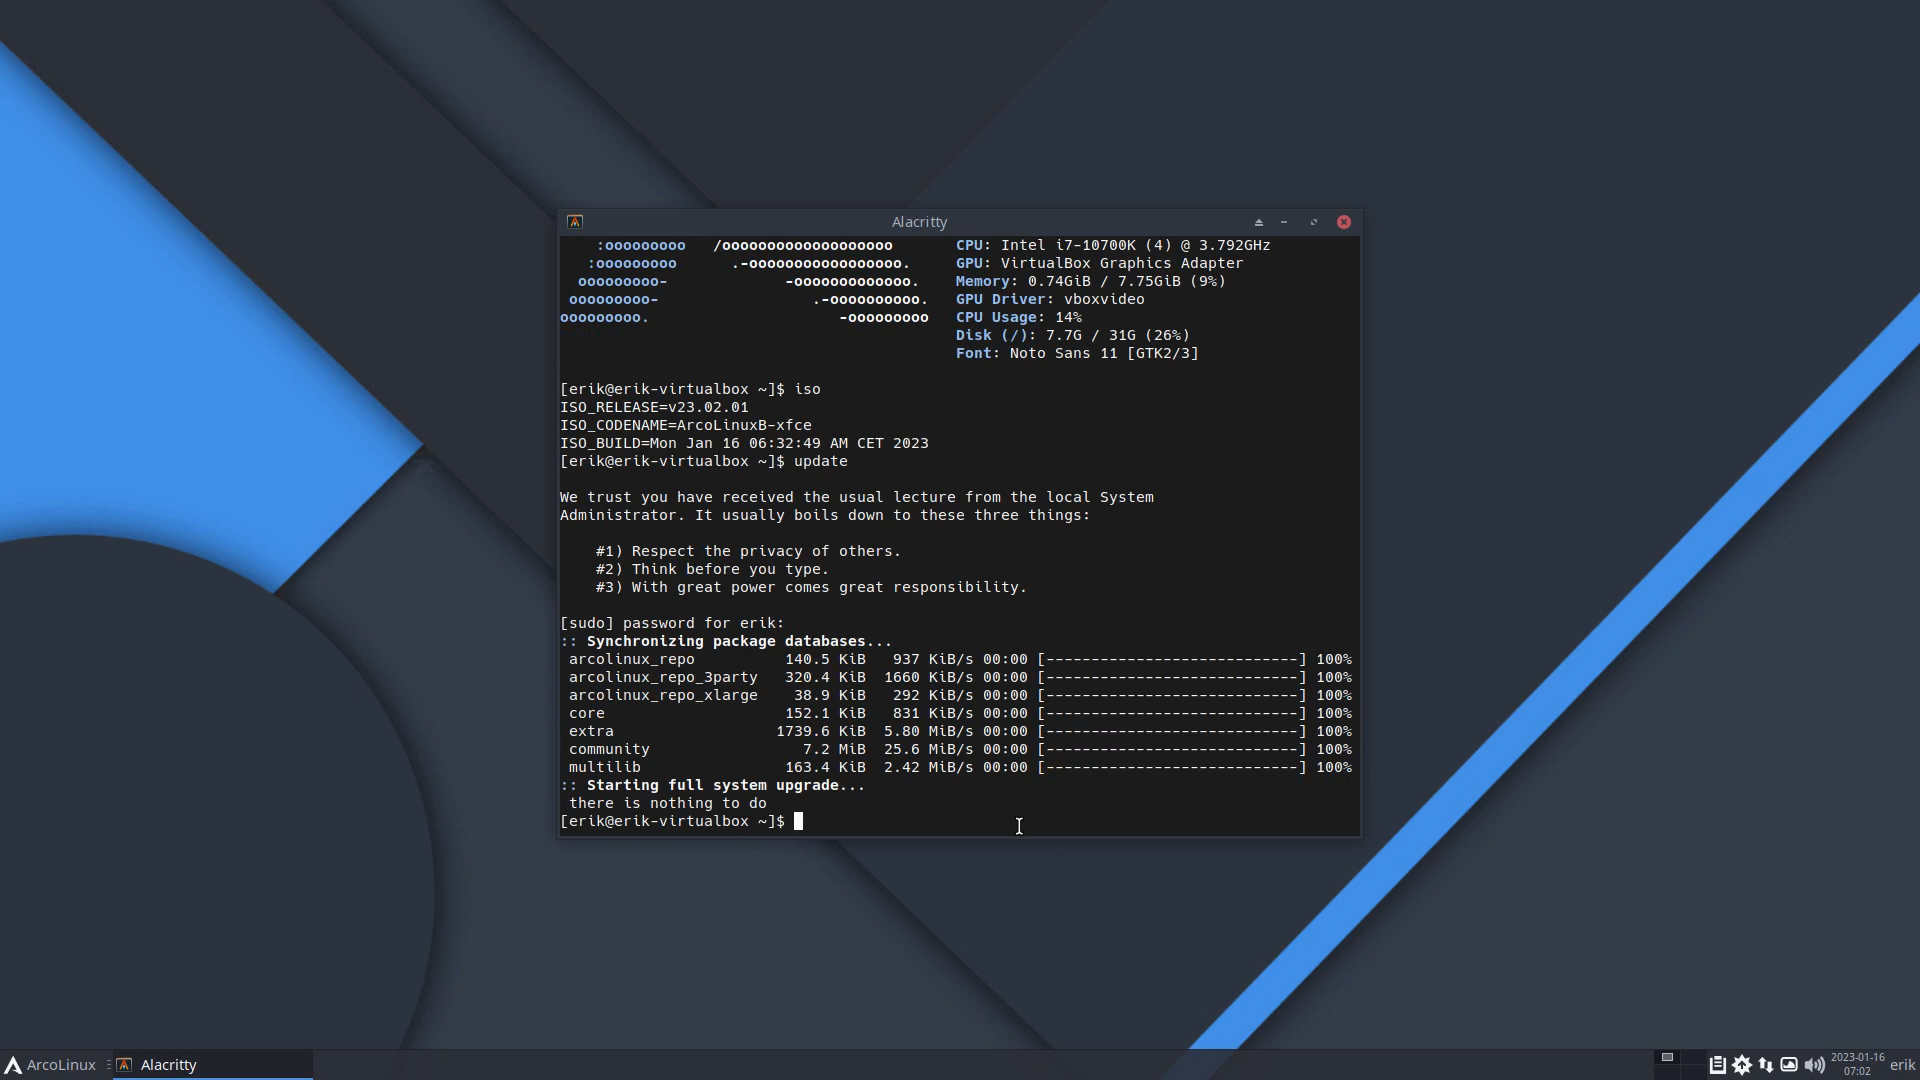 Alacritty
:ooooooooo   /ooooooooooooooooooo       CPU: Intel i7-10700K (4) @ 3.792GHz
:ooooooooo      .-ooooooooooooooooo.     GPU: VirtualBox Graphics Adapter
ooooooooo-             -ooooooooooooo.    Memory: 0.74GiB / 7.75GiB (9%)
ooooooooo-                 .-oooooooooo.   GPU Driver: vboxvideo
ooooooooo.                     -ooooooooo   CPU Usage: 14%
Disk (/): 7.7G / 31G (26%)
Font: Noto Sans 11 [GTK2/3]
[erik@erik-virtualbox ~]$ iso
ISO_RELEASE=v23.02.01
ISO_CODENAME=ArcoLinuxB-xfce
ISO_BUILD=Mon Jan 16 06:32:49 AM CET 2023
[erik@erik-virtualbox ~]$ update
We trust you have received the usual lecture from the local System
Administrator. It usually boils down to these three things:
#1) Respect the privacy of others.
#2) Think before you type.
#3) With great power comes great responsibility.
[sudo] password for erik:
:: Synchronizing package databases...
arcolinux_repo          140.5 KiB   937 KiB/s 00:00 [----------------------------] 100%
arcolinux_repo_3party   320.4 KiB  1660 KiB/s 00:00 [----------------------------] 100%
arcolinux_repo_xlarge    38.9 KiB   292 KiB/s 00:00 [----------------------------] 100%
core                    152.1 KiB   831 KiB/s 00:00 [----------------------------] 100%
extra                  1739.6 KiB  5.80 MiB/s 00:00 [----------------------------] 100%
community                 7.2 MiB  25.6 MiB/s 00:00 [----------------------------] 100%
multilib                163.4 KiB  2.42 MiB/s 00:00 [----------------------------] 100%
:: Starting full system upgrade...
there is nothing to do
[erik@erik-virtualbox ~]$
ArcoLinux Alacritty 2023-01-16 erik
07:02